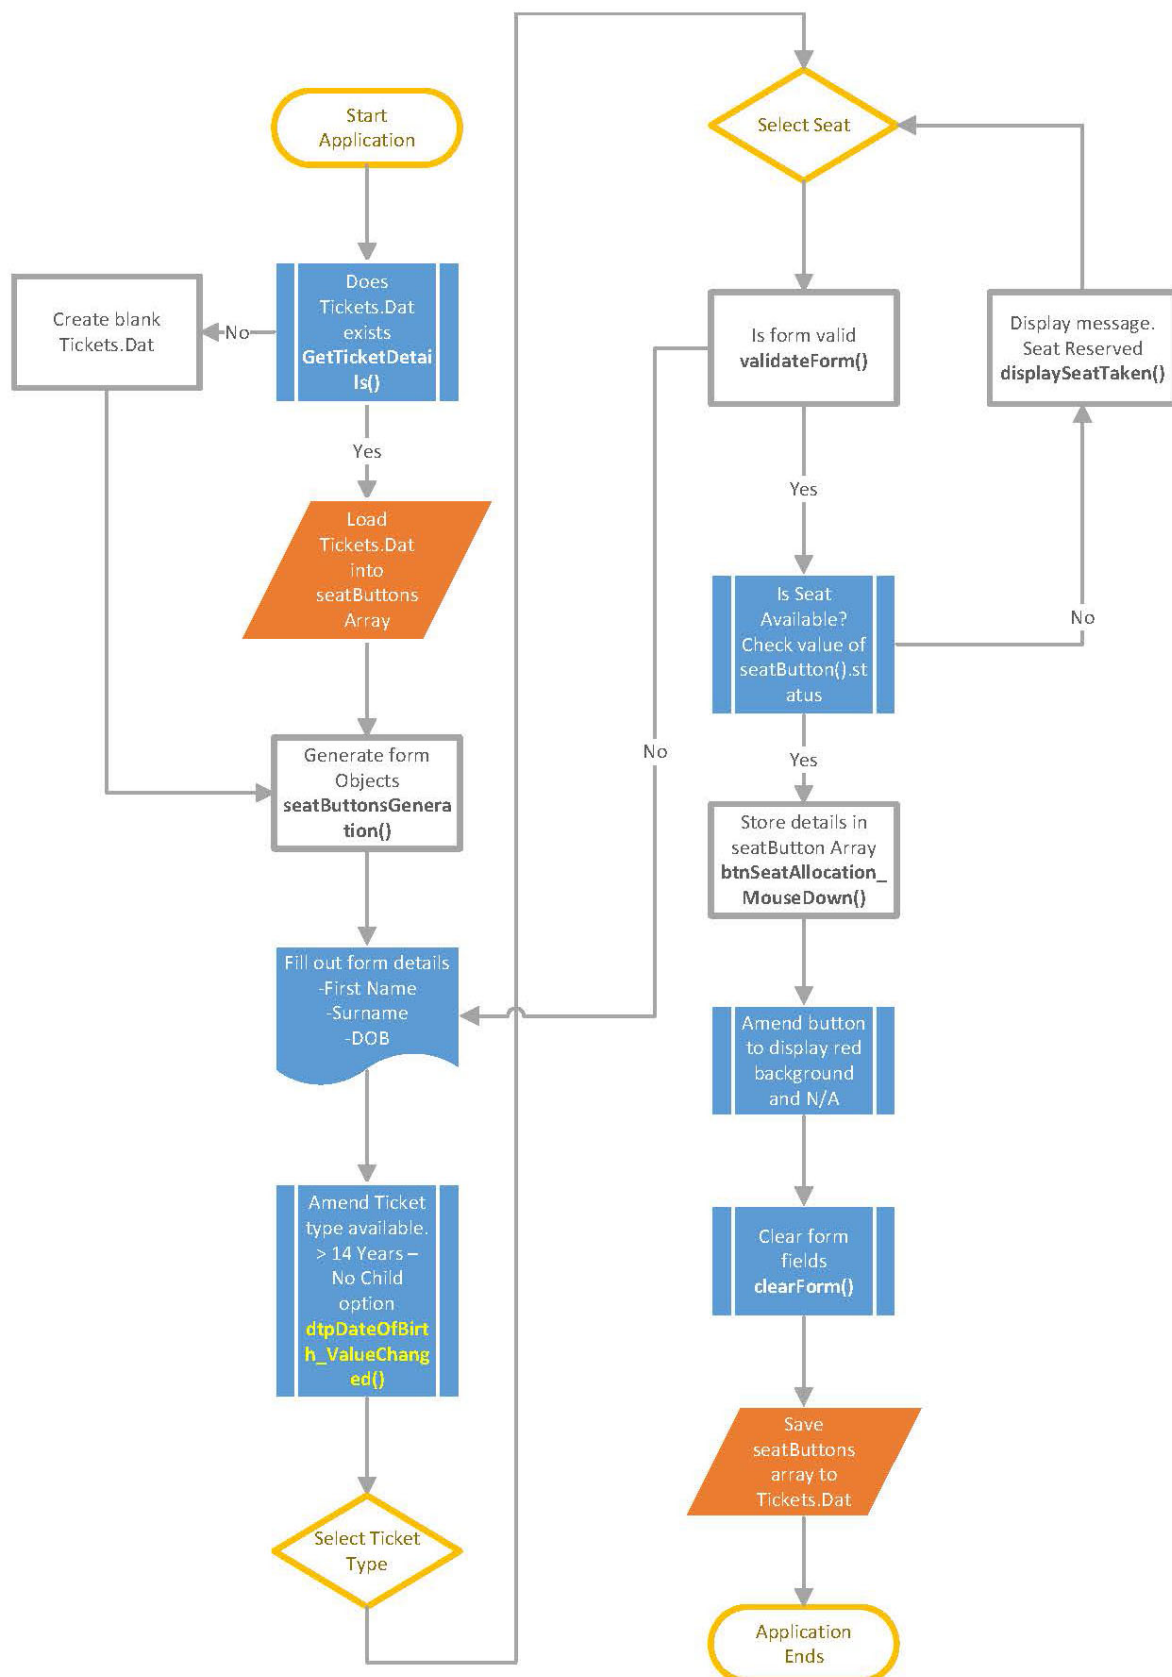 Start
Application
Does
Tickets.Dat
exists
GetTicketDetai
ls()
No
Create blank
Tickets.Dat
Yes
Load
Tickets.Dat
into
seatButtons
Array
Generate form
Objects
seatButtonsGenera
tion()
Fill out form details
-First Name
-Surname
-DOB
Amend Ticket
type available.
> 14 Years –
No Child
option
dtpDateOfBirt
h_ValueChang
ed()
Select Ticket
Type
Select Seat
Is form valid
validateForm()
No
Yes
Is Seat
Available?
Check value of
seatButton().st
atus
No
Display message.
Seat Reserved
displaySeatTaken()
Yes
Store details in
seatButton Array
btnSeatAllocation_
MouseDown()
Amend button
to display red
background
and N/A
Clear form
fields
clearForm()
Save
seatButtons
array to
Tickets.Dat
Application
Ends